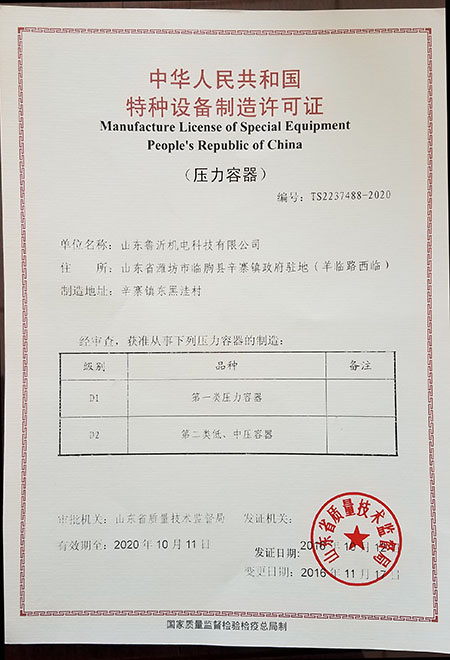 中华人民共和国
特种设备制造许可证
Manufacture License of Special Equipment
People's Republic of China
（压力容器）
编号：TS2237488-2020
单位名称：山东鲁沂机电科技有限公司
住 所：山东省潍坊市临朐县辛寨镇政府驻地（羊临路西临）
制造地址：辛寨镇东黑洼村
经审查，获准从事下列压力容器的制造：
级别 品种 备注
D1 第一类压力容器
D2 第二类低、中压容器
审批机关：山东省质量技术监督局 发证机关：
有效期至：2020 年 10 月 11 日
发证日期： 2016 年 10 月
变更日期：2016 年 11 月 17 日
山东省质量技术监督局
国家质量监督检验检疫总局制